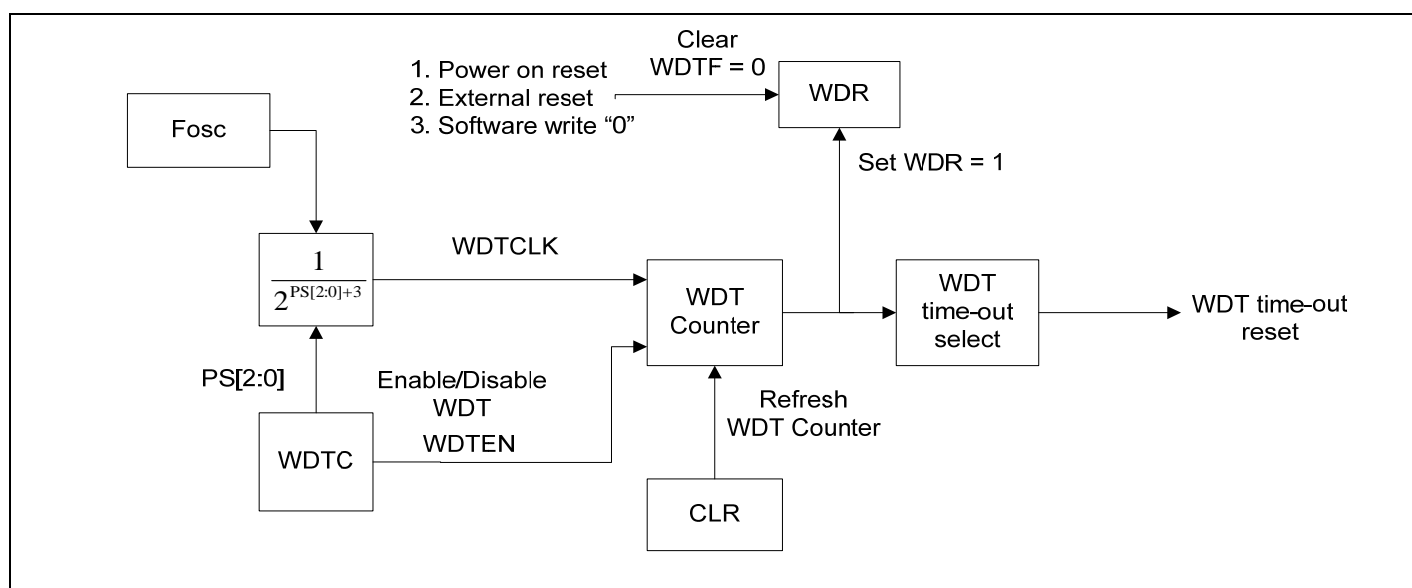 Clear
WDTF = 0
1. Power on reset
2. External reset
3. Software write “0”
WDR
Fosc
Set WDR = 1
1
2^PS[2:0]+3
WDTCLK
WDT
Counter
WDT
time-out
select
WDT time-out
reset
PS[2:0]
Enable/Disable
WDT
WDTEN
Refresh
WDT Counter
WDTC
CLR